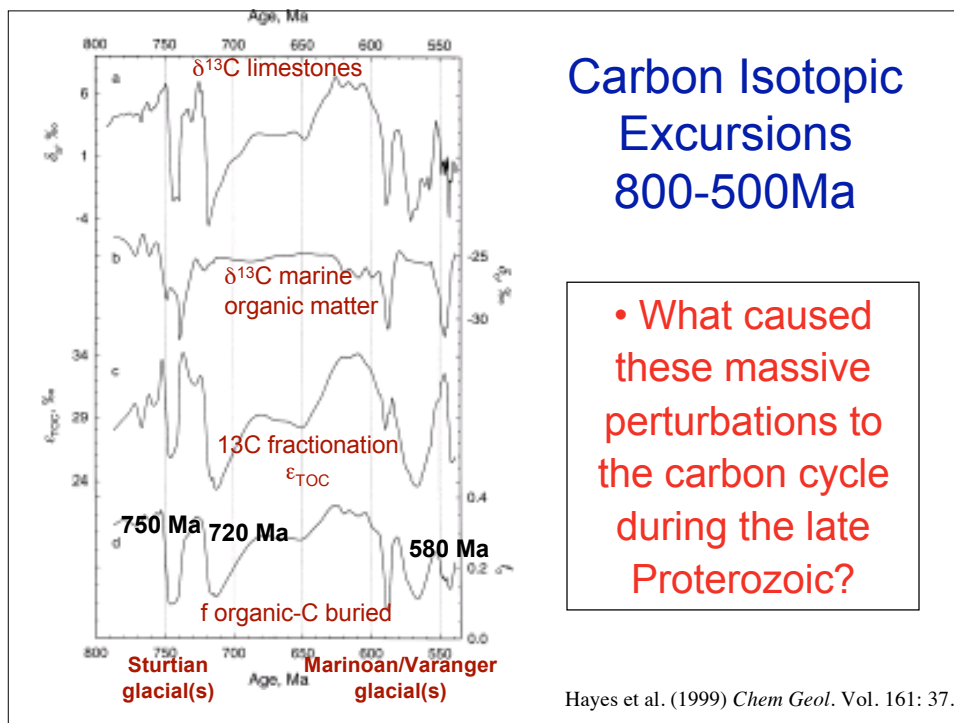 Age, Ma
800 750 700 650 600 550
δ¹³C limestones
a
6
1
-4
b
δ¹³C marine
organic matter
-25
-30
34
29
24
c
εTOC, ‰
13C fractionation
εTOC
0.4
0.2
0.0
750 Ma
720 Ma
580 Ma
d
f organic-C buried
800 750 700 650 600 550
Sturtian
glacial(s)
Age, Ma
Marinoan/Varanger
glacial(s)
Carbon Isotopic
Excursions
800-500Ma
• What caused
these massive
perturbations to
the carbon cycle
during the late
Proterozoic?
Hayes et al. (1999) Chem Geol. Vol. 161: 37.